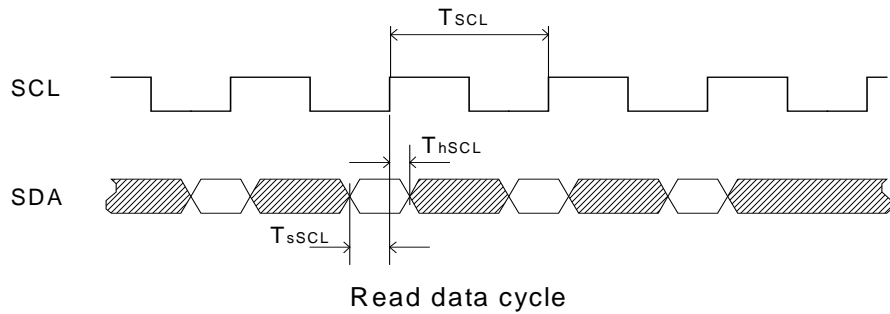 TSCL
SCL
ThSCL
SDA
TsSCL
Read data cycle